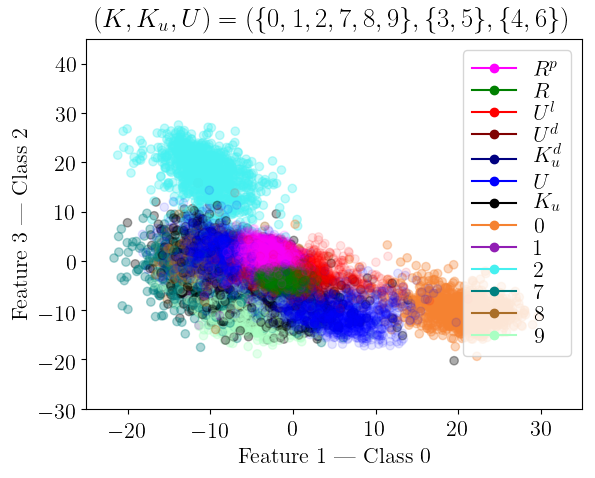 (K, K_u, U) = ({0, 1, 2, 7, 8, 9}, {3, 5}, {4, 6})
40
30
20
10
0
−10
−20
−30
Feature 3 — Class 2
−20
−10
0
10
20
30
Feature 1 — Class 0
R^p
R
U^l
U^d
K_u^d
U
K_u
0
1
2
7
8
9